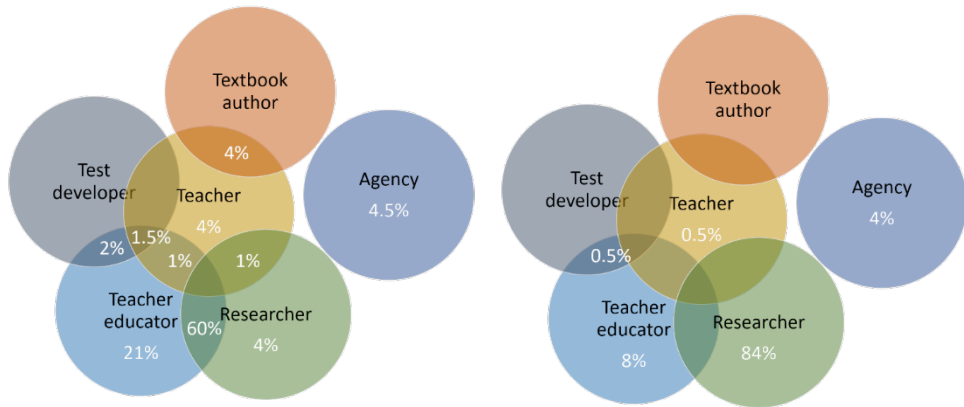 Textbook
author
4%
Test
developer
Teacher
4%
Agency
4.5%
2%
1.5%
1%
1%
Teacher
educator
21%
60%
Researcher
4%
Textbook
author
Test
developer
Teacher
0.5%
Agency
4%
0.5%
Teacher
educator
8%
Researcher
84%